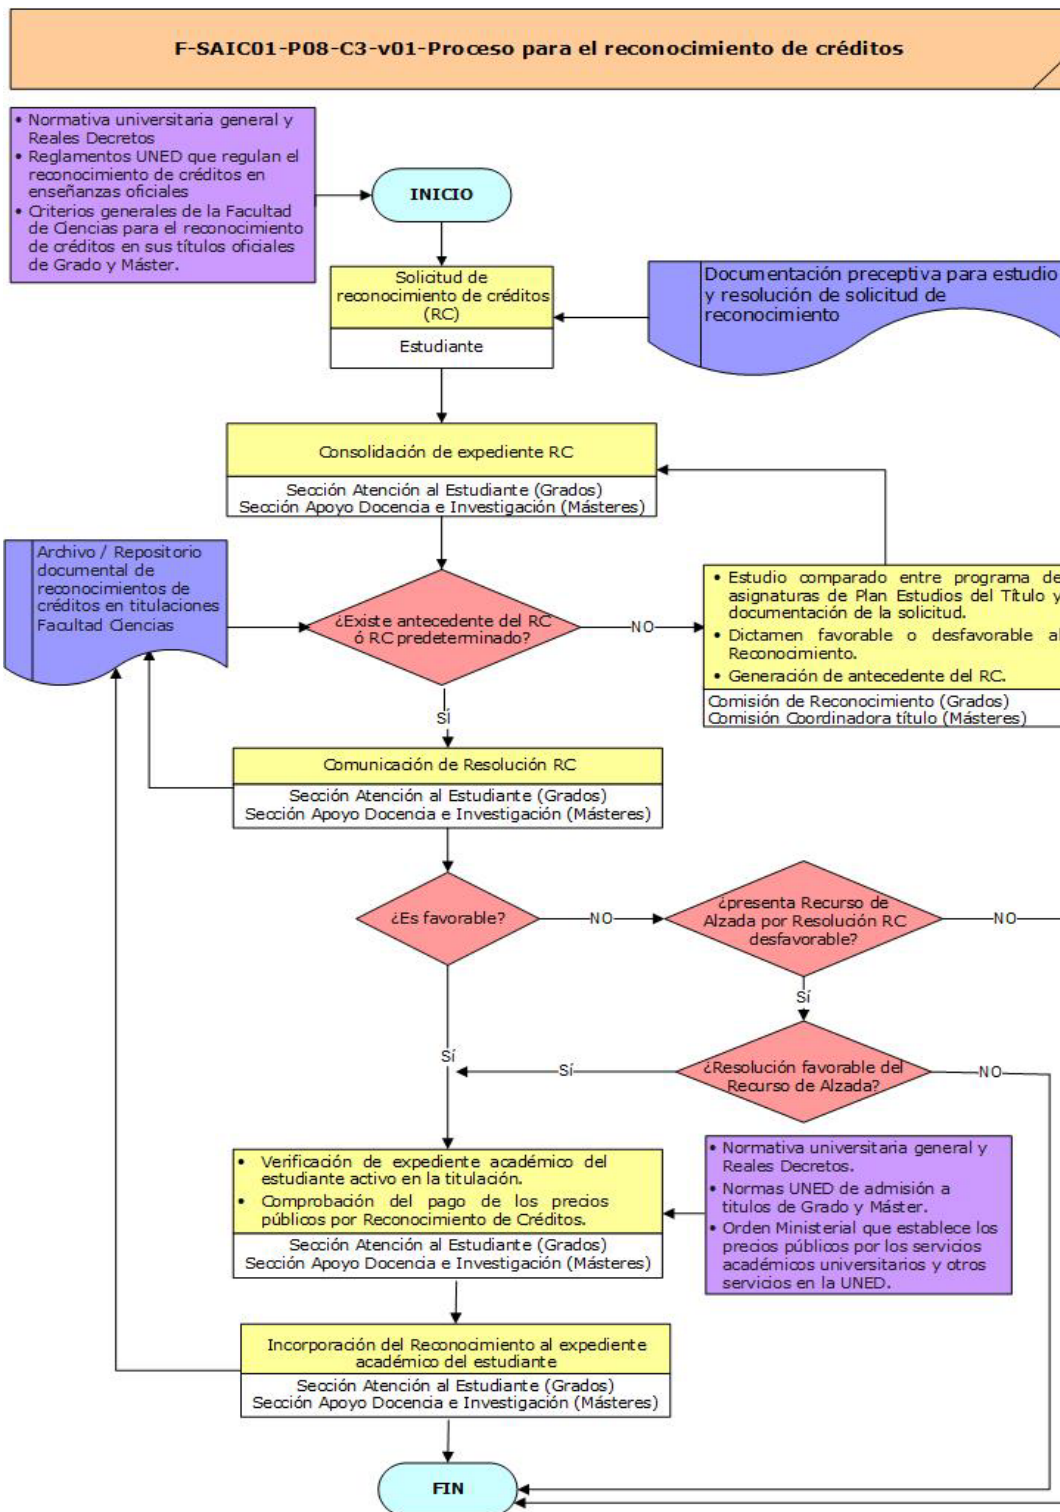 F-SAIC01-P08-C3-v01-Proceso para el reconocimiento de créditos
• Normativa universitaria general y
Reales Decretos
• Reglamentos UNED que regulan el
reconocimiento de créditos en
enseñanzas oficiales
• Criterios generales de la Facultad
de Ciencias para el reconocimiento
de créditos en sus títulos oficiales
de Grado y Máster.
INICIO
Solicitud de
reconocimiento de créditos
(RC)
Estudiante
Documentación preceptiva para estudio
y resolución de solicitud de
reconocimiento
Consolidación de expediente RC
Sección Atención al Estudiante (Grados)
Sección Apoyo Docencia e Investigación (Másteres)
Archivo / Repositorio
documental de
reconocimientos de
créditos en titulaciones
Facultad Ciencias
¿Existe antecedente del RC
ó RC predeterminado?
NO
• Estudio comparado entre programa de
asignaturas de Plan Estudios del Título y
documentación de la solicitud.
• Dictamen favorable o desfavorable al
Reconocimiento.
• Generación de antecedente del RC.
Comisión de Reconocimiento (Grados)
Comisión Coordinadora título (Másteres)
SÍ
Comunicación de Resolución RC
Sección Atención al Estudiante (Grados)
Sección Apoyo Docencia e Investigación (Másteres)
¿Es favorable?
NO
¿presenta Recurso de
Alzada por Resolución RC
desfavorable?
NO
Sí
Sí
¿Resolución favorable del
Recurso de Alzada?
Sí
NO
• Verificación de expediente académico del
estudiante activo en la titulación.
• Comprobación del pago de los precios
públicos por Reconocimiento de Créditos.
Sección Atención al Estudiante (Grados)
Sección Apoyo Docencia e Investigación (Másteres)
• Normativa universitaria general y
Reales Decretos.
• Normas UNED de admisión a
titulos de Grado y Máster.
• Orden Ministerial que establece los
precios públicos por los servicios
académicos universitarios y otros
servicios en la UNED.
Incorporación del Reconocimiento al expediente
académico del estudiante
Sección Atención al Estudiante (Grados)
Sección Apoyo Docencia e Investigación (Másteres)
FIN